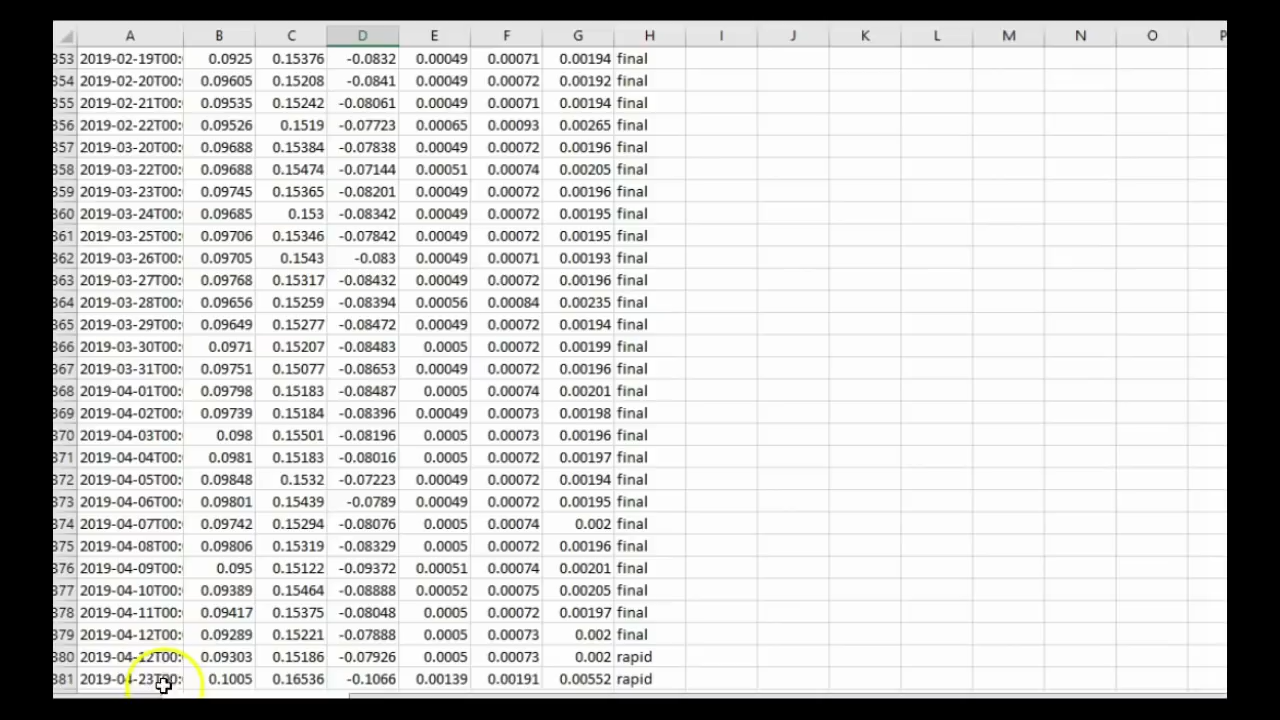 A B C D E F G H I J K L M N O P
353 2019-02-19T00: 0.0925 0.15376 -0.0832 0.00049 0.00071 0.00194 final
354 2019-02-20T00: 0.09605 0.15208 -0.0841 0.00049 0.00072 0.00192 final
355 2019-02-21T00: 0.09535 0.15242 -0.08061 0.00049 0.00071 0.00194 final
356 2019-02-22T00: 0.09526 0.1519 -0.07723 0.00065 0.00093 0.00265 final
357 2019-03-20T00: 0.09688 0.15384 -0.07838 0.00049 0.00072 0.00196 final
358 2019-03-22T00: 0.09688 0.15474 -0.07144 0.00051 0.00074 0.00205 final
359 2019-03-23T00: 0.09745 0.15365 -0.08201 0.00049 0.00072 0.00196 final
360 2019-03-24T00: 0.09685 0.153 -0.08342 0.00049 0.00072 0.00195 final
361 2019-03-25T00: 0.09706 0.15346 -0.07842 0.00049 0.00072 0.00195 final
362 2019-03-26T00: 0.09705 0.1543 -0.083 0.00049 0.00071 0.00193 final
363 2019-03-27T00: 0.09768 0.15317 -0.08432 0.00049 0.00072 0.00196 final
364 2019-03-28T00: 0.09656 0.15259 -0.08394 0.00056 0.00084 0.00235 final
365 2019-03-29T00: 0.09649 0.15277 -0.08472 0.00049 0.00072 0.00194 final
366 2019-03-30T00: 0.0971 0.15207 -0.08483 0.0005 0.00072 0.00199 final
367 2019-03-31T00: 0.09751 0.15077 -0.08653 0.00049 0.00072 0.00196 final
368 2019-04-01T00: 0.09798 0.15183 -0.08487 0.0005 0.00074 0.00201 final
369 2019-04-02T00: 0.09739 0.15184 -0.08396 0.00049 0.00073 0.00198 final
370 2019-04-03T00: 0.098 0.15501 -0.08196 0.0005 0.00073 0.00196 final
371 2019-04-04T00: 0.0981 0.15183 -0.08016 0.0005 0.00072 0.00197 final
372 2019-04-05T00: 0.09848 0.1532 -0.07223 0.00049 0.00072 0.00194 final
373 2019-04-06T00: 0.09801 0.15439 -0.0789 0.00049 0.00072 0.00195 final
374 2019-04-07T00: 0.09742 0.15294 -0.08076 0.0005 0.00074 0.002 final
375 2019-04-08T00: 0.09806 0.15319 -0.08329 0.0005 0.00072 0.00196 final
376 2019-04-09T00: 0.095 0.15122 -0.09372 0.00051 0.00074 0.00201 final
377 2019-04-10T00: 0.09389 0.15464 -0.08888 0.00052 0.00075 0.00205 final
378 2019-04-11T00: 0.09417 0.15375 -0.08048 0.0005 0.00072 0.00197 final
379 2019-04-12T00: 0.09289 0.15221 -0.07888 0.0005 0.00073 0.002 final
380 2019-04-22T00: 0.09303 0.15186 -0.07926 0.0005 0.00073 0.002 rapid
381 2019-04-23T00: 0.1005 0.16536 -0.1066 0.00139 0.00191 0.00552 rapid